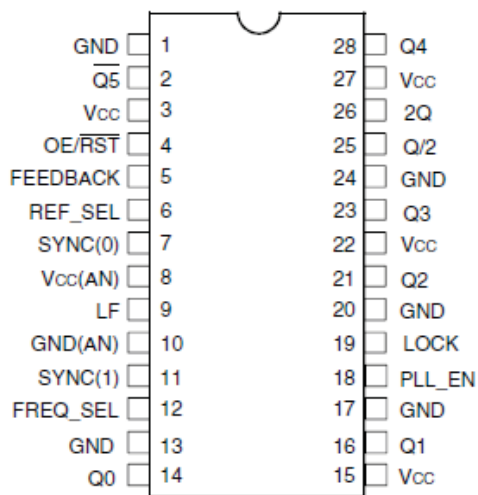 GND 1 28 Q4
Q5 2 27 VCC
VCC 3 26 2Q
OE/RST 4 25 Q/2
FEEDBACK 5 24 GND
REF_SEL 6 23 Q3
SYNC(0) 7 22 VCC
VCC(AN) 8 21 Q2
LF 9 20 GND
GND(AN) 10 19 LOCK
SYNC(1) 11 18 PLL_EN
FREQ_SEL 12 17 GND
GND 13 16 Q1
Q0 14 15 VCC